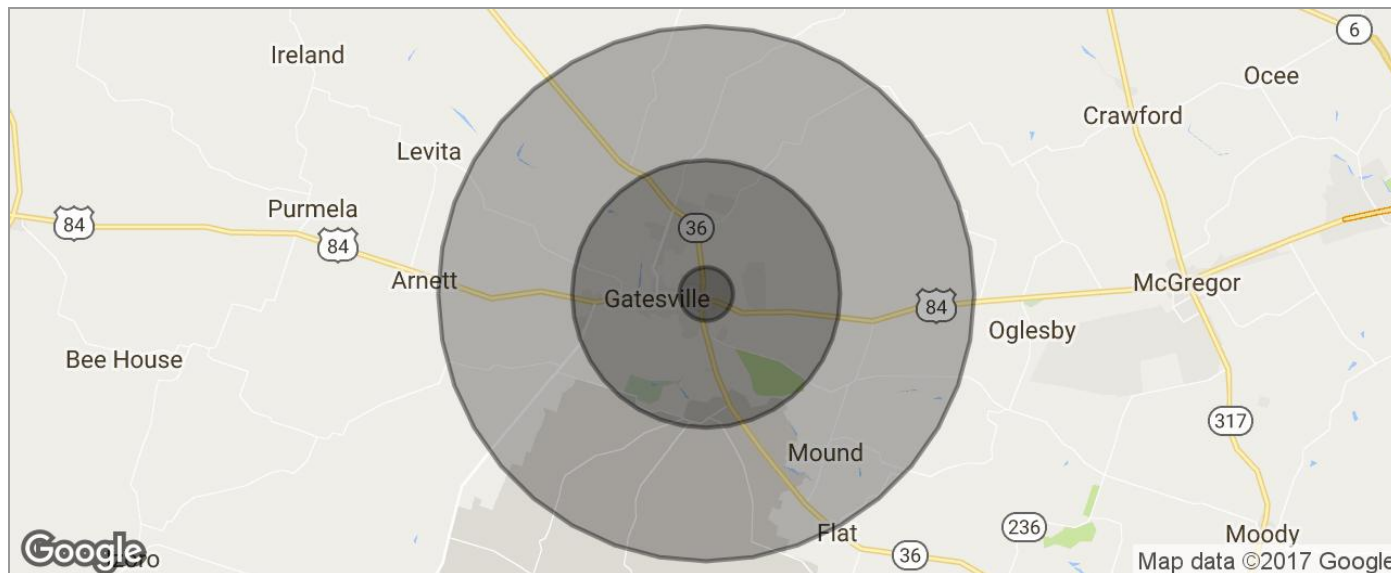 6
Ireland
Ocee
Crawford
Levita
Purmela
84
84
36
Arnett
McGregor
Gatesville
84
Oglesby
Bee House
317
Mound
236
Flat
Moody
36
Google
Map data ©2017 Google